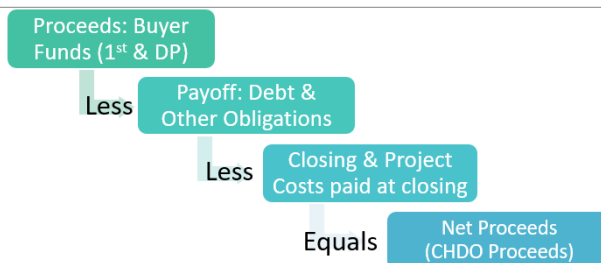 Proceeds: Buyer
Funds (1st & DP)
Less
Payoff: Debt &
Other Obligations
Less
Closing & Project
Costs paid at closing
Equals
Net Proceeds
(CHDO Proceeds)